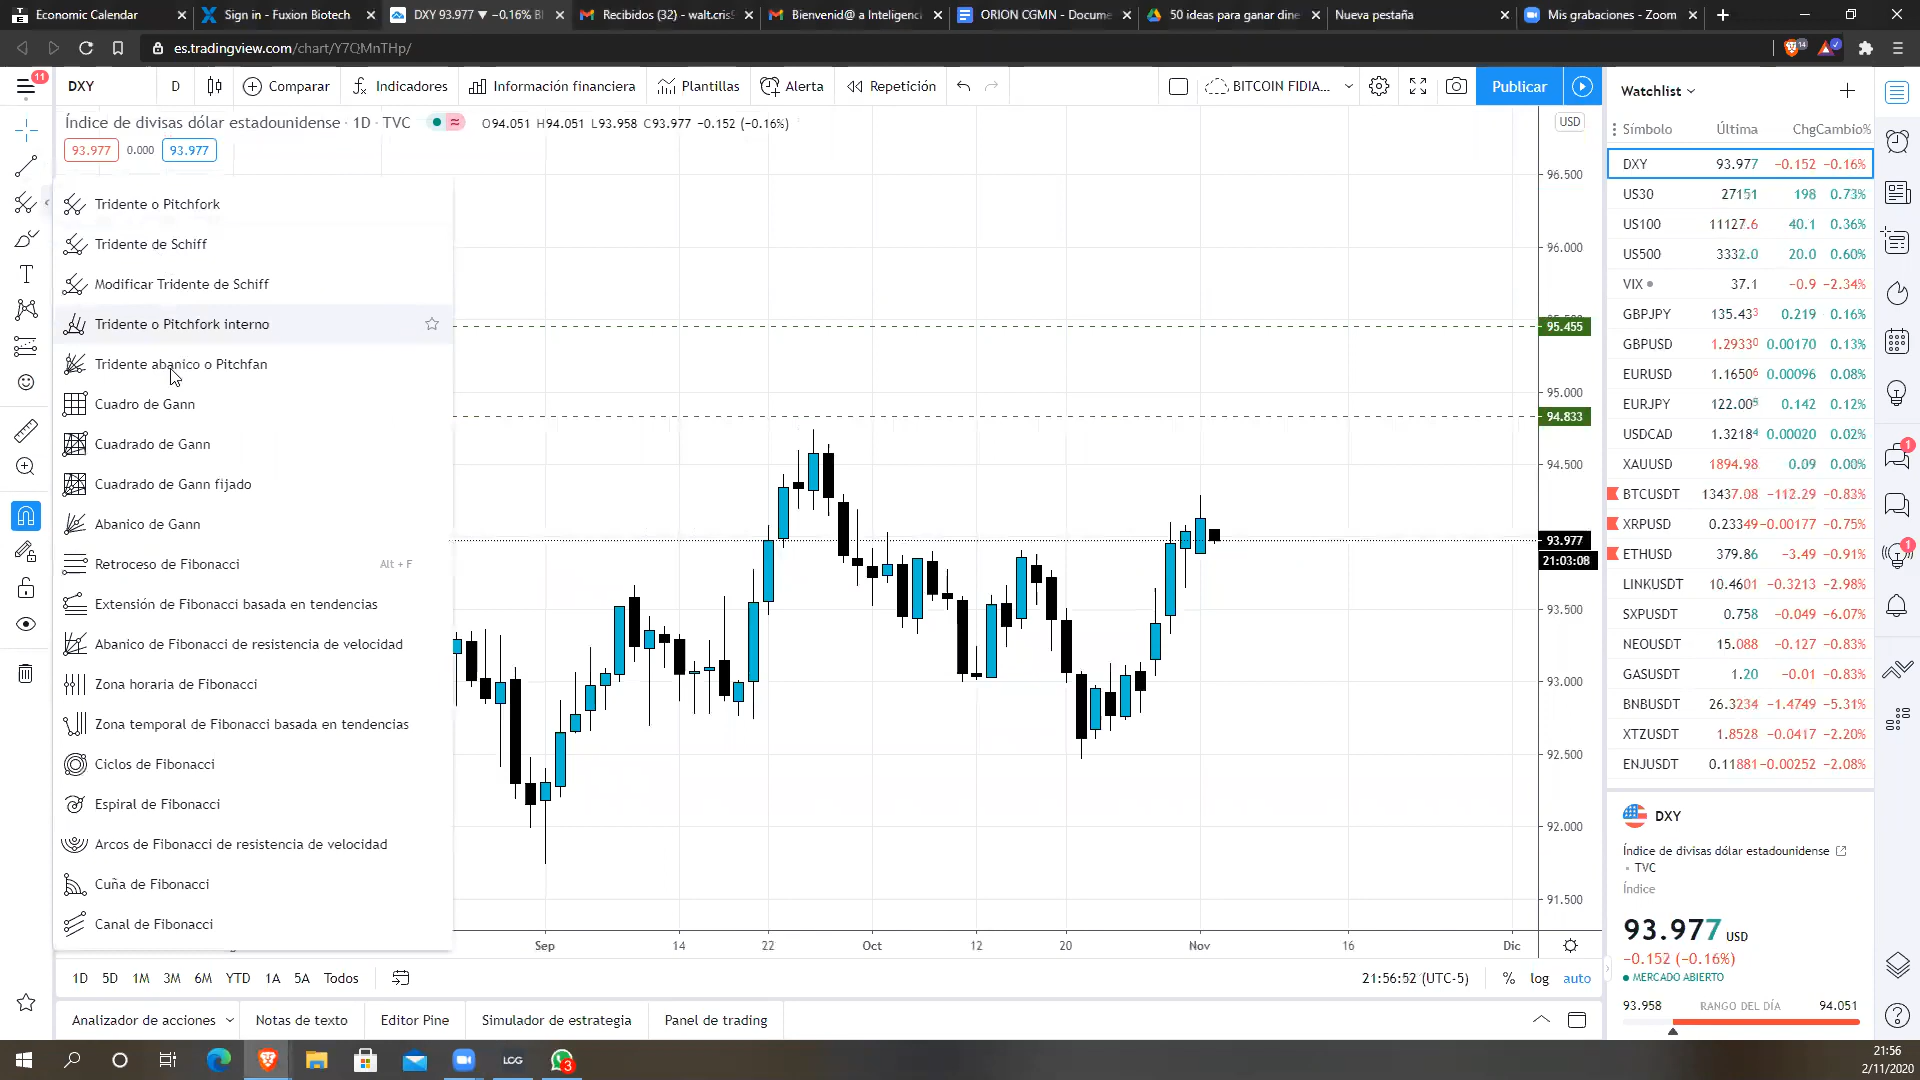 Economic Calendar
Sign in - Fuxion Biotech
DXY 93.977 ▼ −0.16% B
Recibidos (32) - walt.cris
Bienvenid@ a Inteligenc
ORION CGMN - Docume
50 ideas para ganar dine
Nueva pestaña
Mis grabaciones - Zoom
es.tradingview.com/chart/Y7QMnTHp/
14
11
DXY
D
Comparar
Indicadores
Información financiera
Plantillas
Alerta
Repetición
BITCOIN FIDIA...
Publicar
Índice de divisas dólar estadounidense · 1D · TVC
O94.051 H94.051 L93.958 C93.977 −0.152 (−0.16%)
93.977 0.000 93.977
USD
Tridente o Pitchfork
Tridente de Schiff
Modificar Tridente de Schiff
Tridente o Pitchfork interno
Tridente abanico o Pitchfan
Cuadro de Gann
Cuadrado de Gann
Cuadrado de Gann fijado
Abanico de Gann
Retroceso de Fibonacci Alt + F
Extensión de Fibonacci basada en tendencias
Abanico de Fibonacci de resistencia de velocidad
Zona horaria de Fibonacci
Zona temporal de Fibonacci basada en tendencias
Ciclos de Fibonacci
Espiral de Fibonacci
Arcos de Fibonacci de resistencia de velocidad
Cuña de Fibonacci
Canal de Fibonacci
96.500
96.000
95.455
95.000
94.833
94.500
93.977
21:03:08
93.500
93.000
92.500
92.000
91.500
Sep 14 22 Oct 12 20 Nov 16 Dic
1D 5D 1M 3M 6M YTD 1A 5A Todos
21:56:52 (UTC-5) % log auto
Analizador de acciones
Notas de texto
Editor Pine
Simulador de estrategia
Panel de trading
Watchlist
Símbolo Última Chg Cambio%
DXY 93.977 −0.152 −0.16%
US30 27151 198 0.73%
US100 11127.6 40.1 0.36%
US500 3332.0 20.0 0.60%
VIX 37.1 −0.9 −2.34%
GBPJPY 135.433 0.219 0.16%
GBPUSD 1.29330 0.00170 0.13%
EURUSD 1.16506 0.00096 0.08%
EURJPY 122.005 0.142 0.12%
USDCAD 1.32184 0.00020 0.02%
XAUUSD 1894.98 0.09 0.00%
BTCUSDT 13437.08 −112.29 −0.83%
XRPUSD 0.23349 −0.00177 −0.75%
ETHUSD 379.86 −3.49 −0.91%
LINKUSDT 10.4601 −0.3213 −2.98%
SXPUSDT 0.758 −0.049 −6.07%
NEOUSDT 15.088 −0.127 −0.83%
GASUSDT 1.20 −0.01 −0.83%
BNBUSDT 26.3234 −1.4749 −5.31%
XTZUSDT 1.8528 −0.0417 −2.20%
ENJUSDT 0.11881 −0.00252 −2.08%
DXY
Índice de divisas dólar estadounidense
• TVC
Índice
93.977 USD
−0.152 (−0.16%)
MERCADO ABIERTO
93.958 RANGO DEL DÍA 94.051
1
1
LCG
3
21:56
2/11/2020